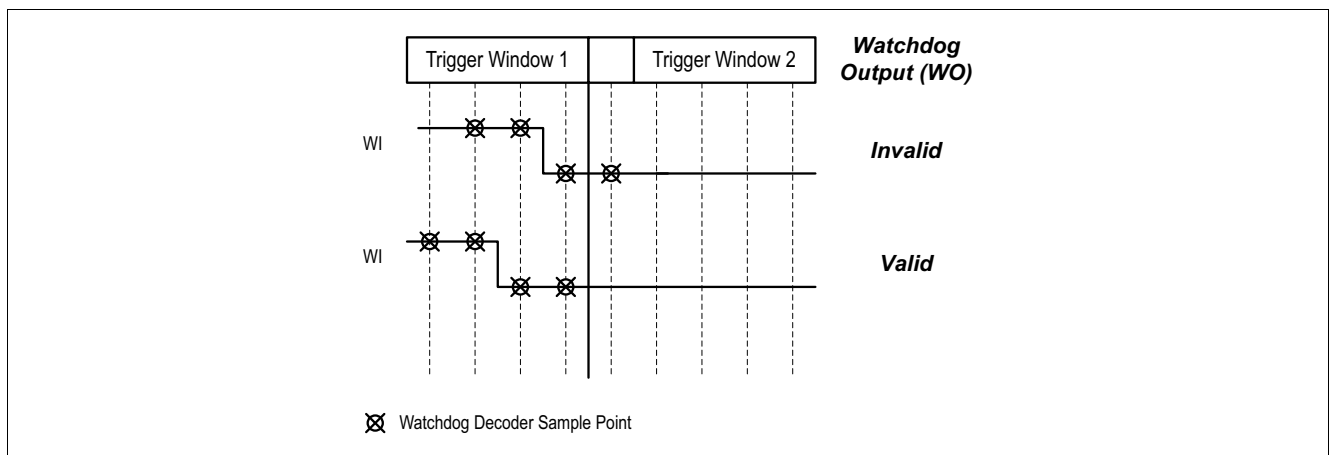 Trigger Window 1
Trigger Window 2
Watchdog
Output (WO)
WI
Invalid
WI
Valid
Watchdog Decoder Sample Point